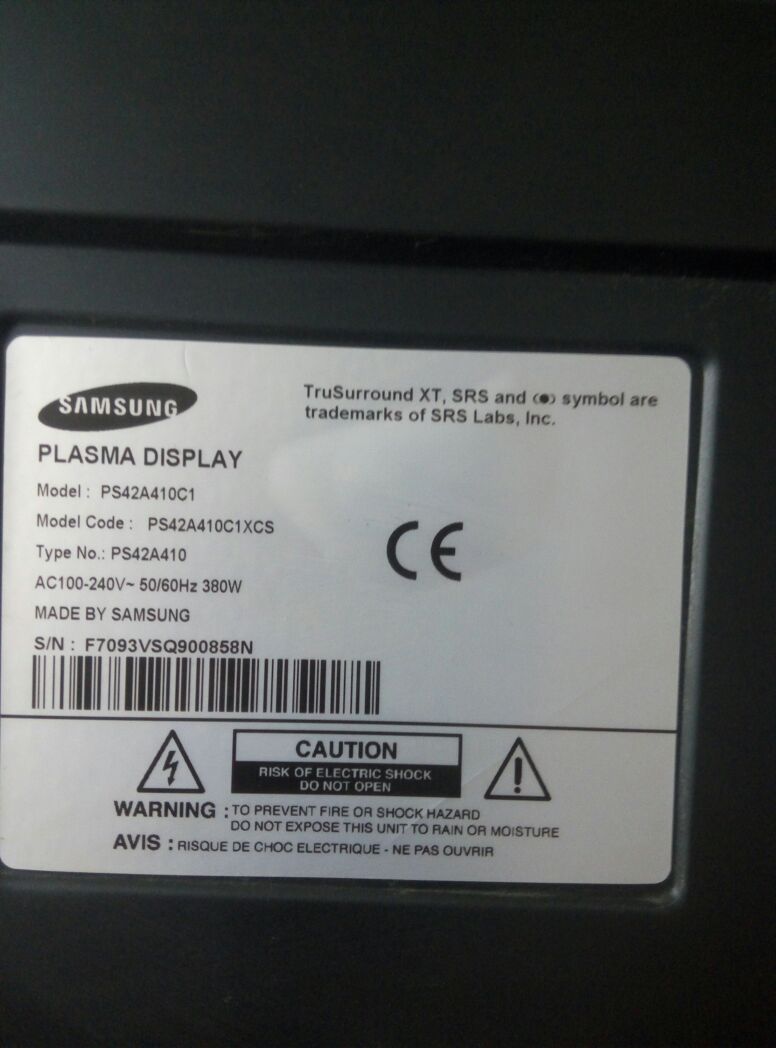 SAMSUNG
TruSurround XT, SRS and (●) symbol are
trademarks of SRS Labs, Inc.
PLASMA DISPLAY
Model : PS42A410C1
Model Code : PS42A410C1XCS
Type No.: PS42A410
AC100-240V~ 50/60Hz 380W
MADE BY SAMSUNG
S/N : F7093VSQ900858N
CE
CAUTION
RISK OF ELECTRIC SHOCK
DO NOT OPEN
WARNING : TO PREVENT FIRE OR SHOCK HAZARD
DO NOT EXPOSE THIS UNIT TO RAIN OR MOISTURE
AVIS : RISQUE DE CHOC ELECTRIQUE - NE PAS OUVRIR